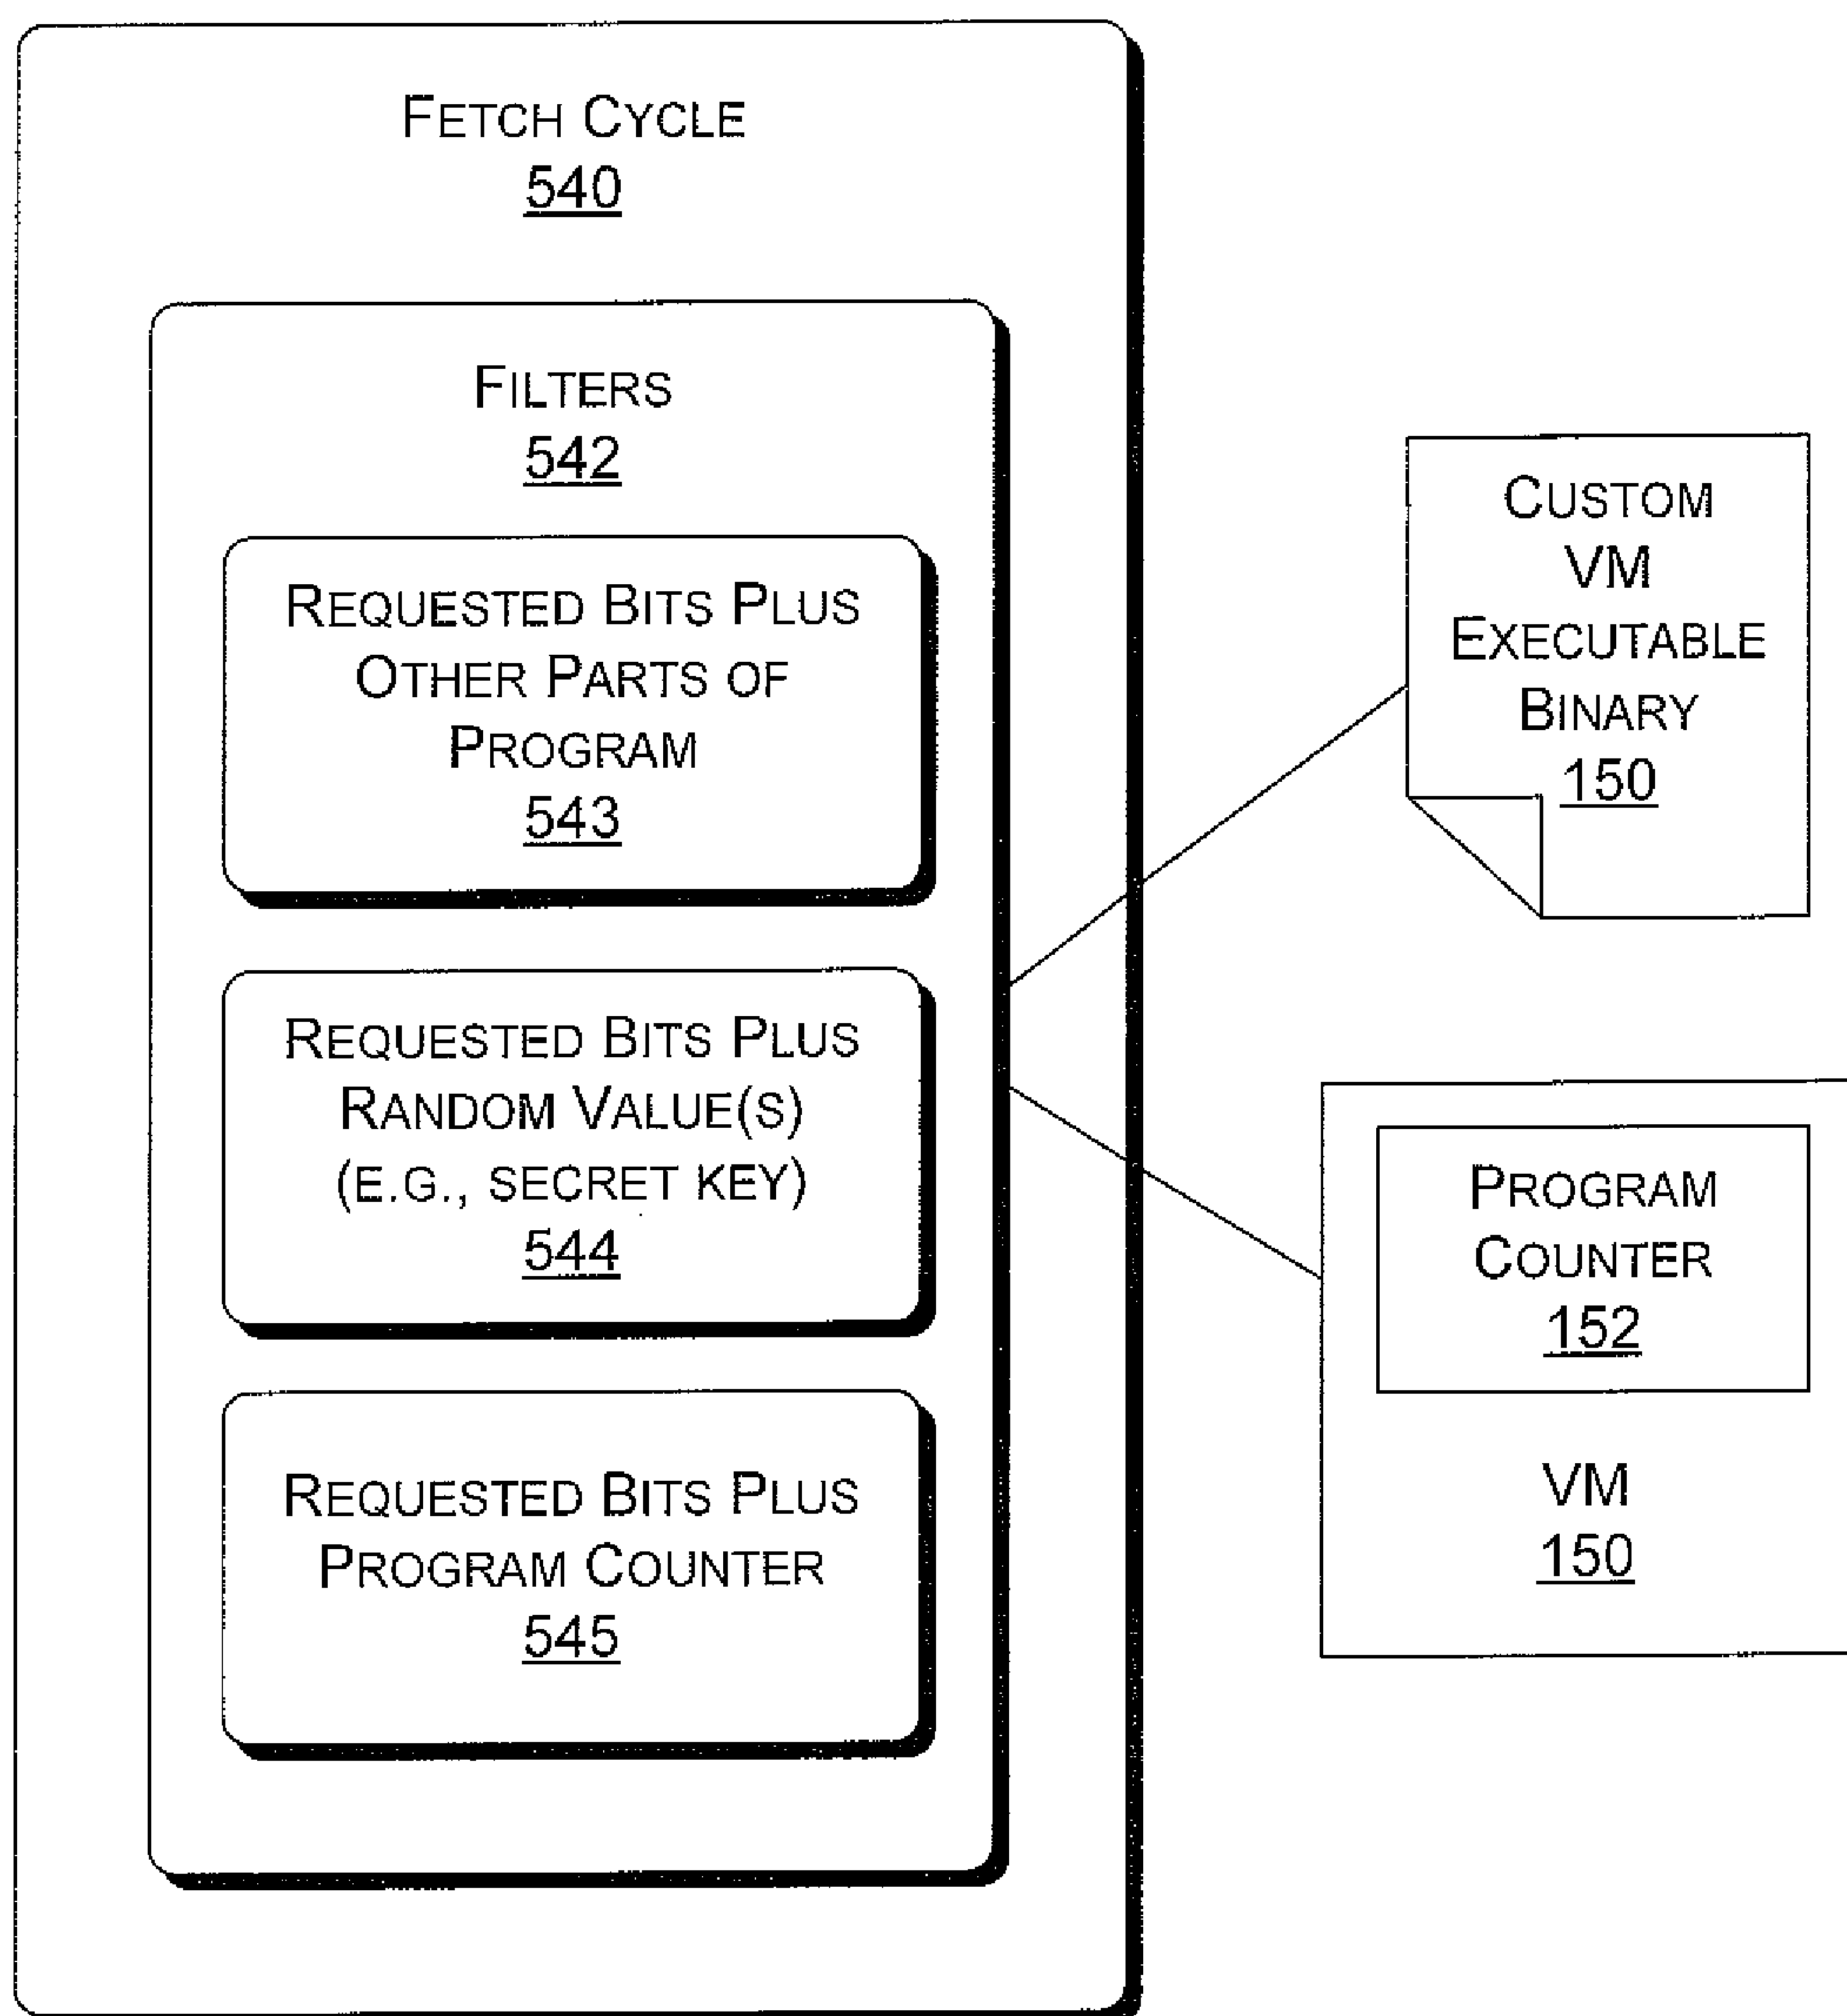 FETCH CYCLE
540
FILTERS
542
REQUESTED BITS PLUS
OTHER PARTS OF
PROGRAM
543
REQUESTED BITS PLUS
RANDOM VALUE(S)
(E.G., SECRET KEY)
544
REQUESTED BITS PLUS
PROGRAM COUNTER
545
CUSTOM
VM
EXECUTABLE
BINARY
150
PROGRAM
COUNTER
152
VM
150